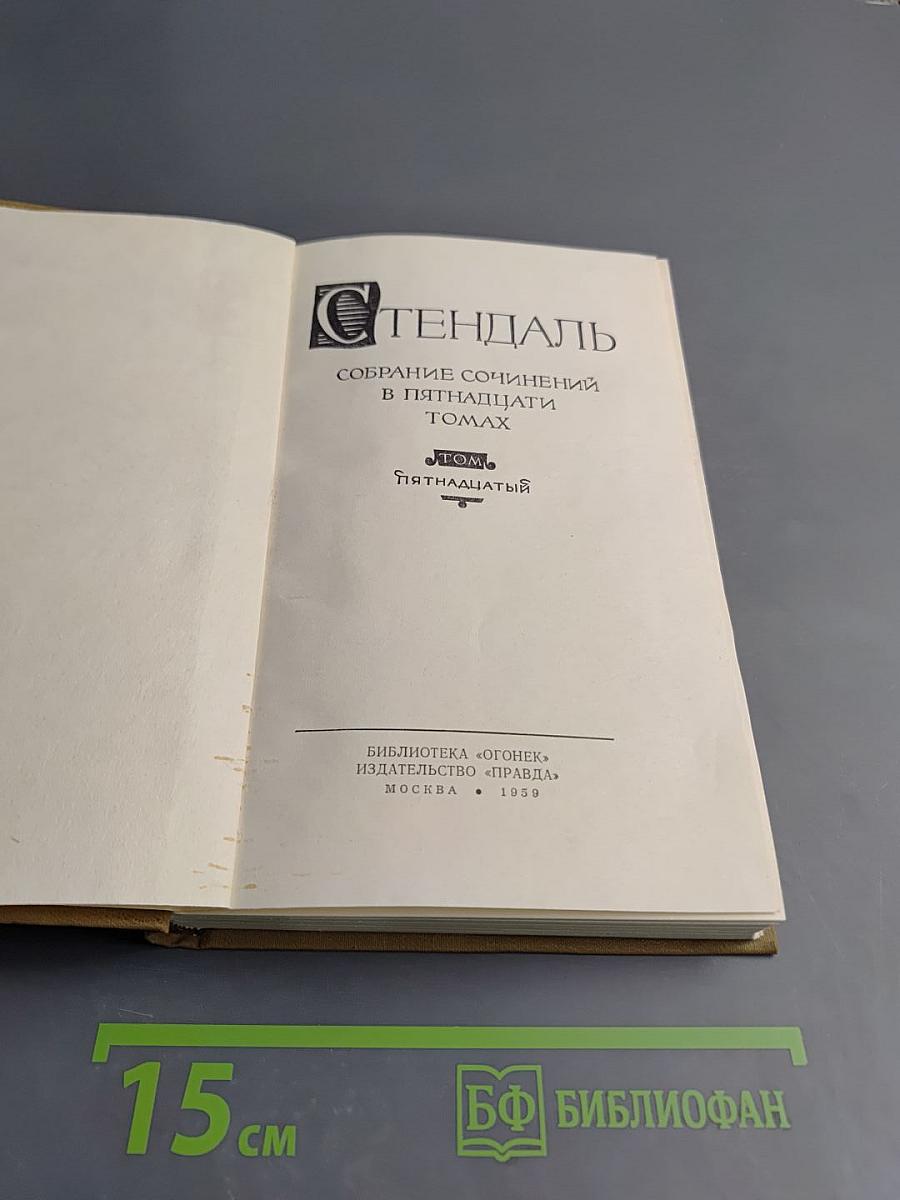 СТЕНДАЛЬ
СОБРАНИЕ СОЧИНЕНИЙ
В ПЯТНАДЦАТИ
ТОМАХ
ТОМ
ПЯТНАДЦАТЫЙ
БИБЛИОТЕКА «ОГОНЕК»
ИЗДАТЕЛЬСТВО «ПРАВДА»
МОСКВА • 1959
15 см
БФ БИБЛИОФАН